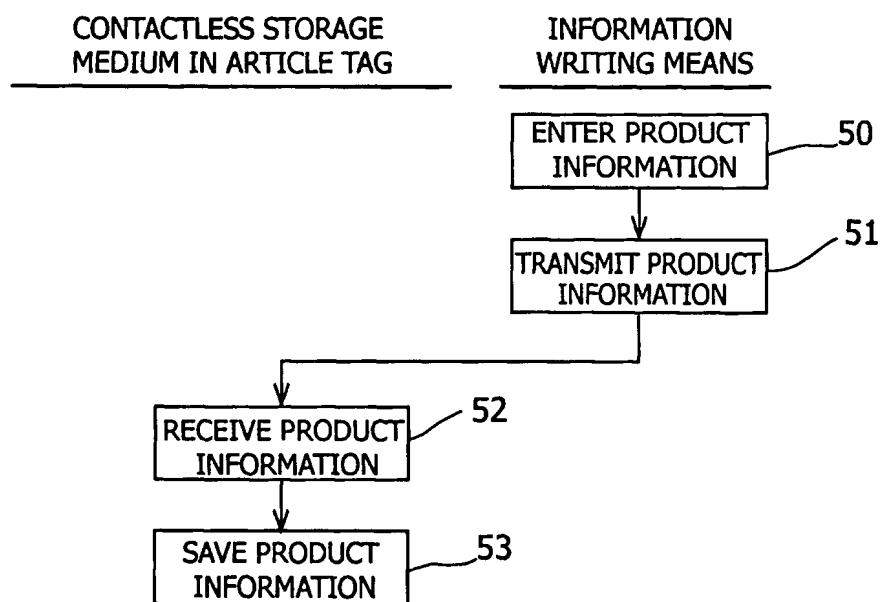 CONTACTLESS STORAGE
MEDIUM IN ARTICLE TAG
INFORMATION
WRITING MEANS
ENTER PRODUCT
INFORMATION
50
TRANSMIT PRODUCT
INFORMATION
51
RECEIVE PRODUCT
INFORMATION
52
SAVE PRODUCT
INFORMATION
53